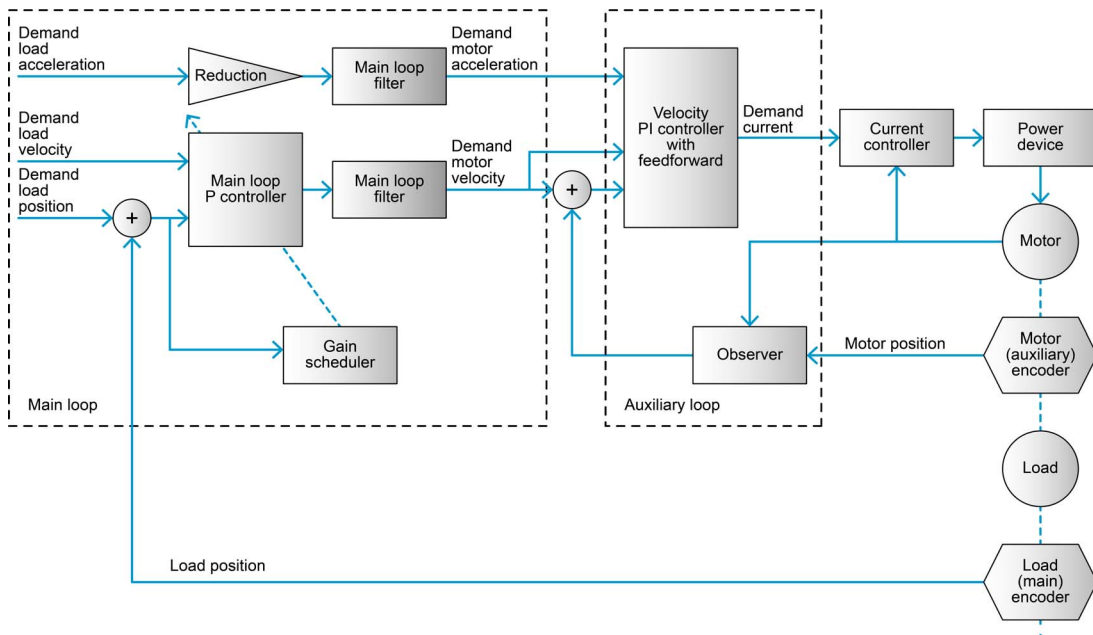 Demand
load
acceleration
Reduction
Main loop
filter
Demand
motor
acceleration
Demand
load
velocity
Demand
load
position
+
Main loop
P controller
Main loop
filter
Demand
motor
velocity
+
Velocity
PI controller
with
feedforward
Demand
current
Current
controller
Power
device
Motor
Gain
scheduler
Observer
Motor position
Motor
(auxiliary)
encoder
Main loop
Auxiliary loop
Load
Load position
Load
(main)
encoder